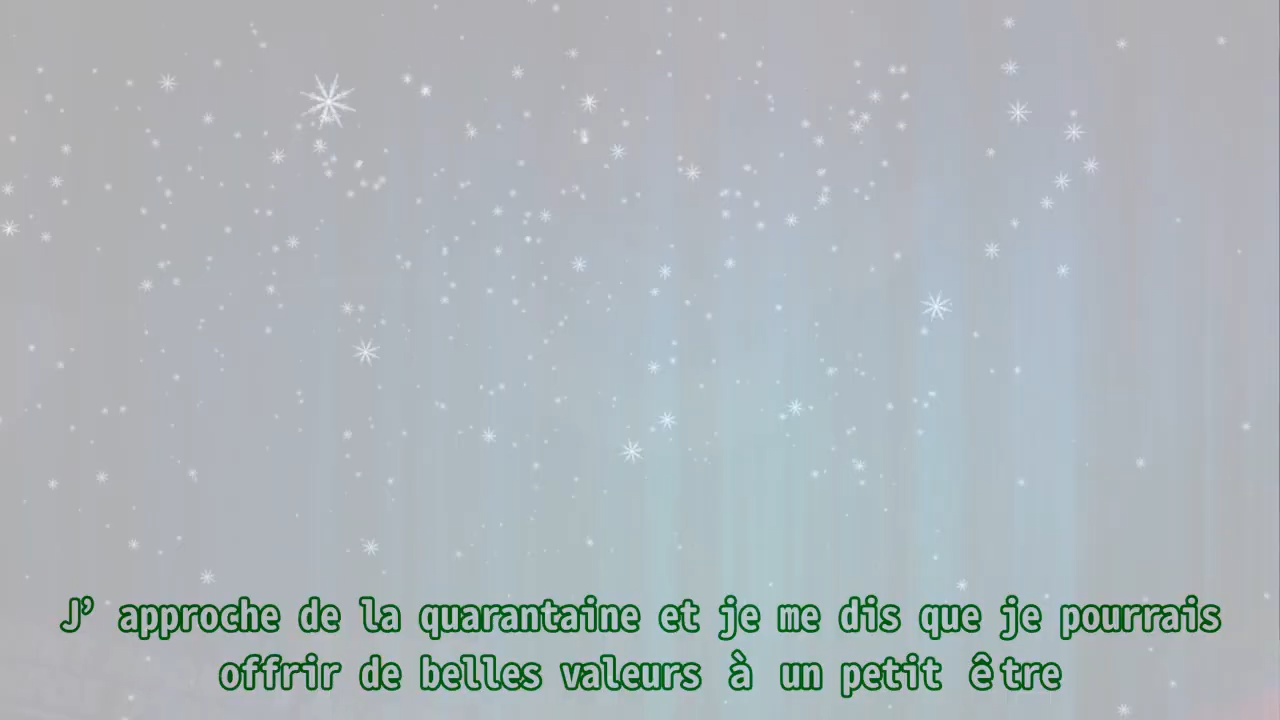 J’ approche de la quarantaine et je me dis que je pourrais
offrir de belles valeurs à un petit être